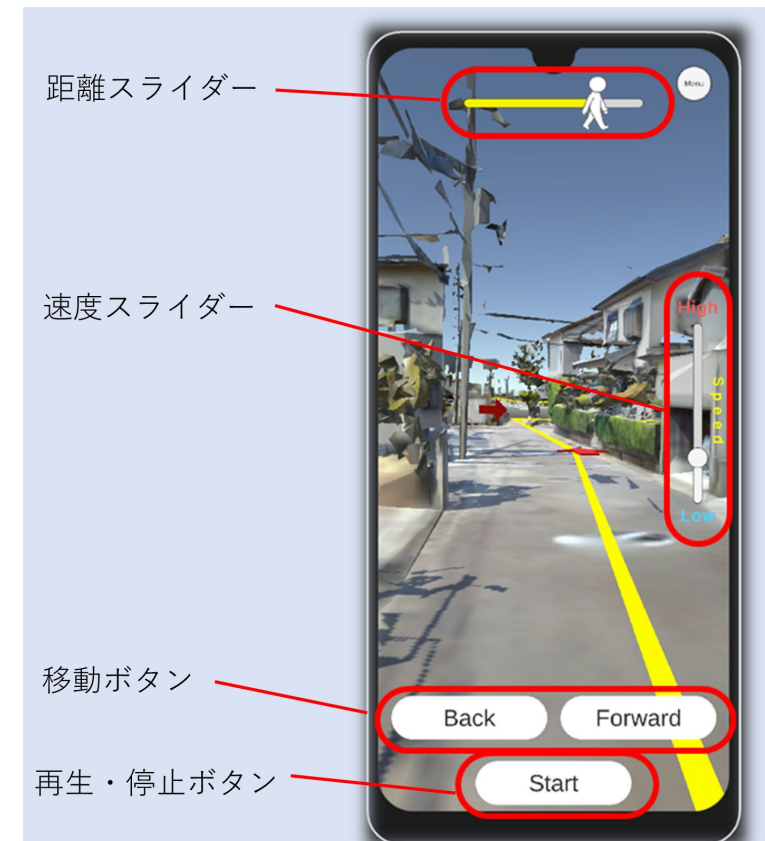 距離スライダー
Menu
速度スライダー
High
Speed
Low
移動ボタン
Back
Forward
再生・停止ボタン
Start